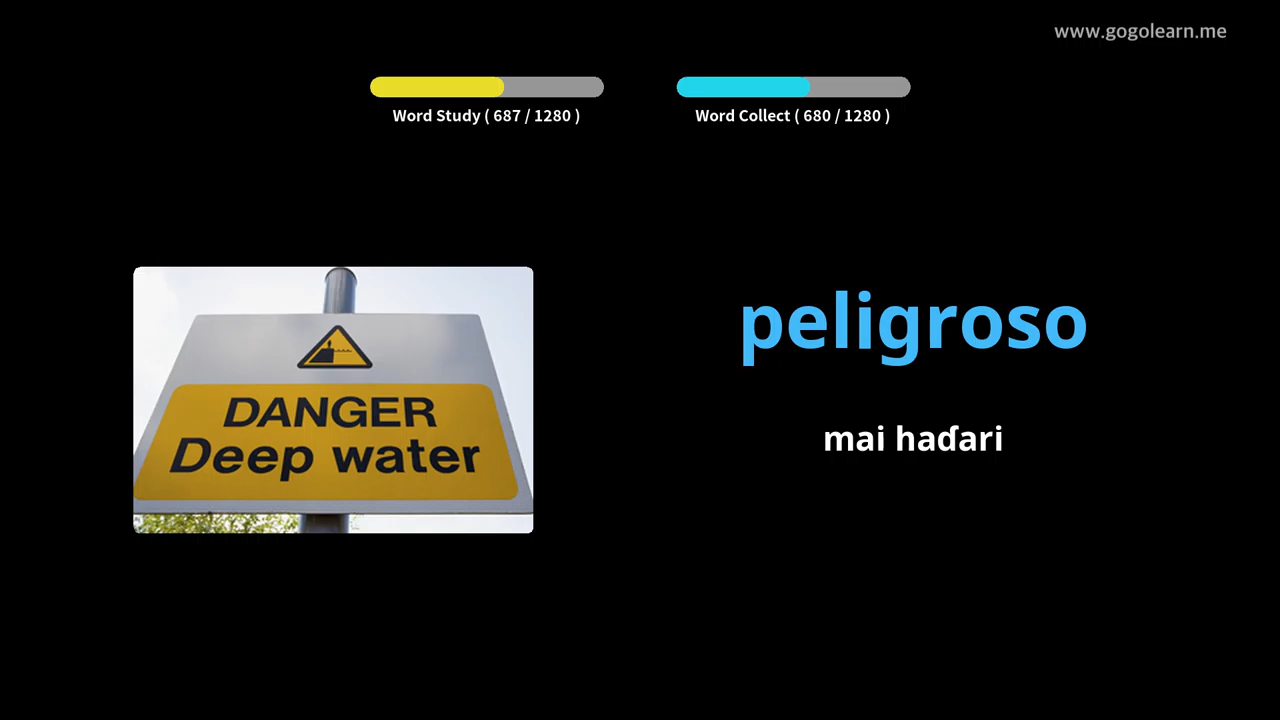 www.gogolearn.me
Word Study ( 687 / 1280 )
Word Collect ( 680 / 1280 )
DANGER
Deep water
peligroso
mai haɗari